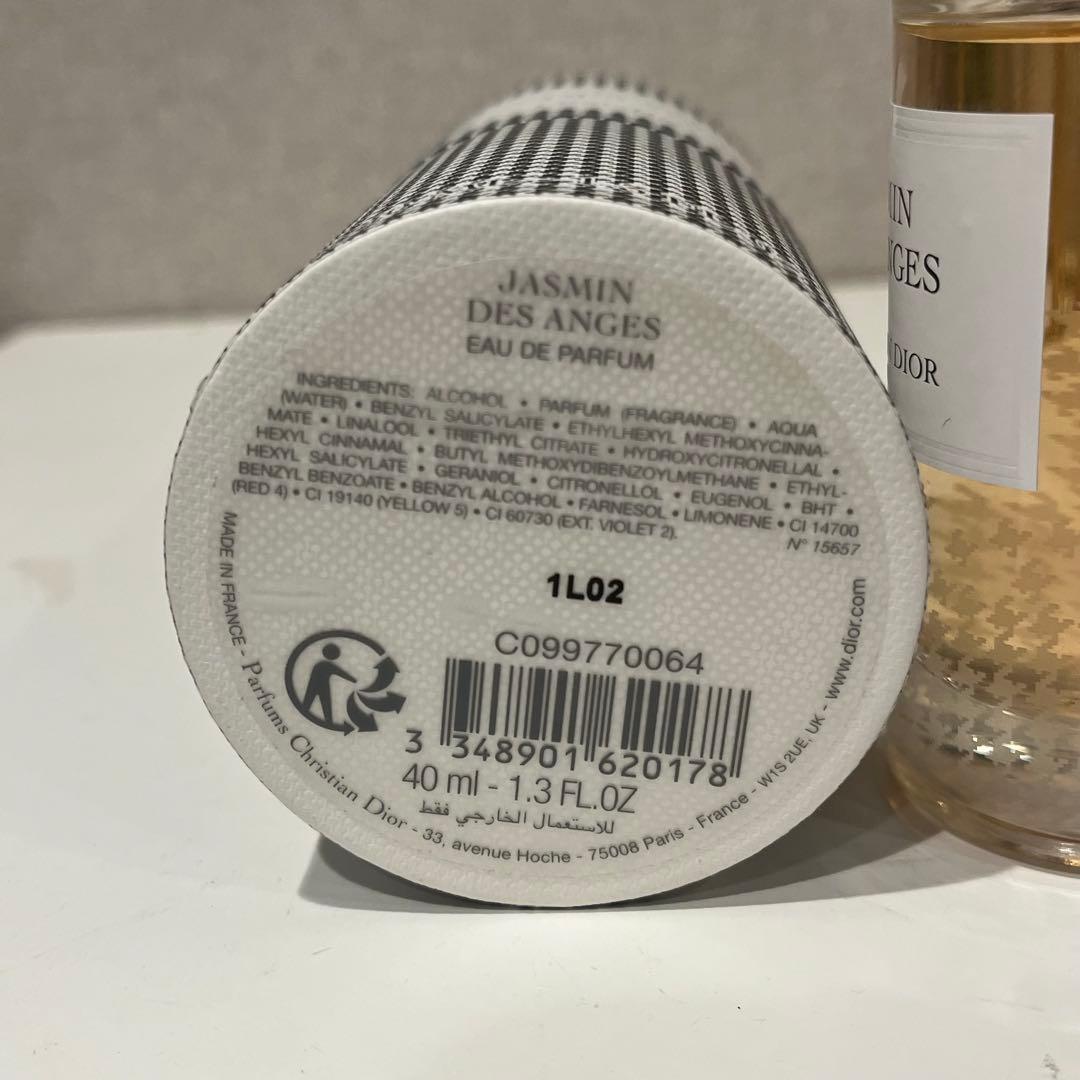 JASMIN
DES ANGES
EAU DE PARFUM
INGREDIENTS: ALCOHOL • PARFUM (FRAGRANCE) • AQUA
(WATER) • BENZYL SALICYLATE • ETHYLHEXYL METHOXYCINNA-
MATE • LINALOOL • TRIETHYL CITRATE • HYDROXYCITRONELLAL •
HEXYL CINNAMAL • BUTYL METHOXYDIBENZOYLMETHANE • ETHYL-
HEXYL SALICYLATE • GERANIOL • CITRONELLOL • EUGENOL • BHT •
BENZYL BENZOATE • BENZYL ALCOHOL • FARNESOL • LIMONENE • CI 14700
(RED 4) • CI 19140 (YELLOW 5) • CI 60730 (EXT. VIOLET 2).
N° 15657
1L02
C099770064
3 348901 620178
40 ml - 1.3 FL.OZ
للاستعمال الخارجي فقط
MADE IN FRANCE - Parfums Christian Dior - 33, avenue Hoche - 75008 Paris - France - W1S 2UE, UK - www.dior.com
IN
NGES
DIOR